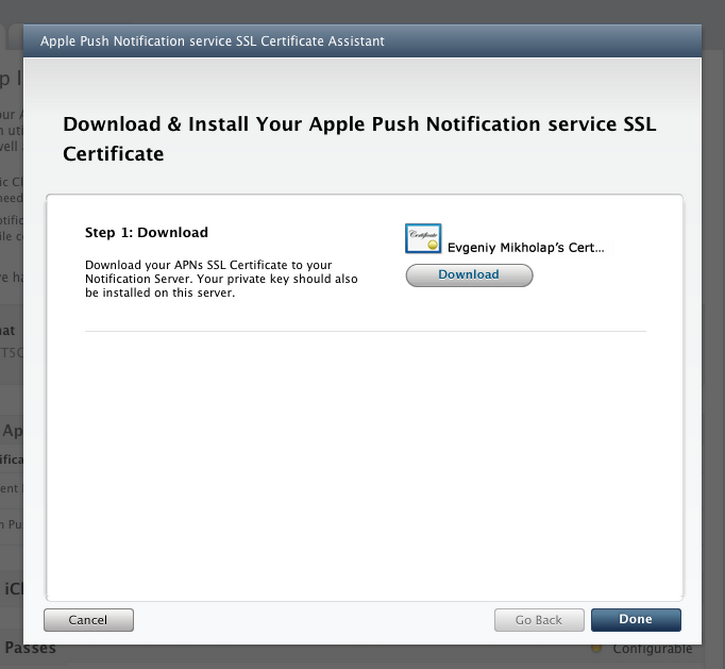 Apple Push Notification service SSL Certificate Assistant
Download & Install Your Apple Push Notification service SSL
Certificate
Step 1: Download
Download your APNs SSL Certificate to your
Notification Server. Your private key should also
be installed on this server.
Certificate
Evgeniy Mikholap's Cert...
Download
Cancel
Go Back
Done
Passes
Configurable